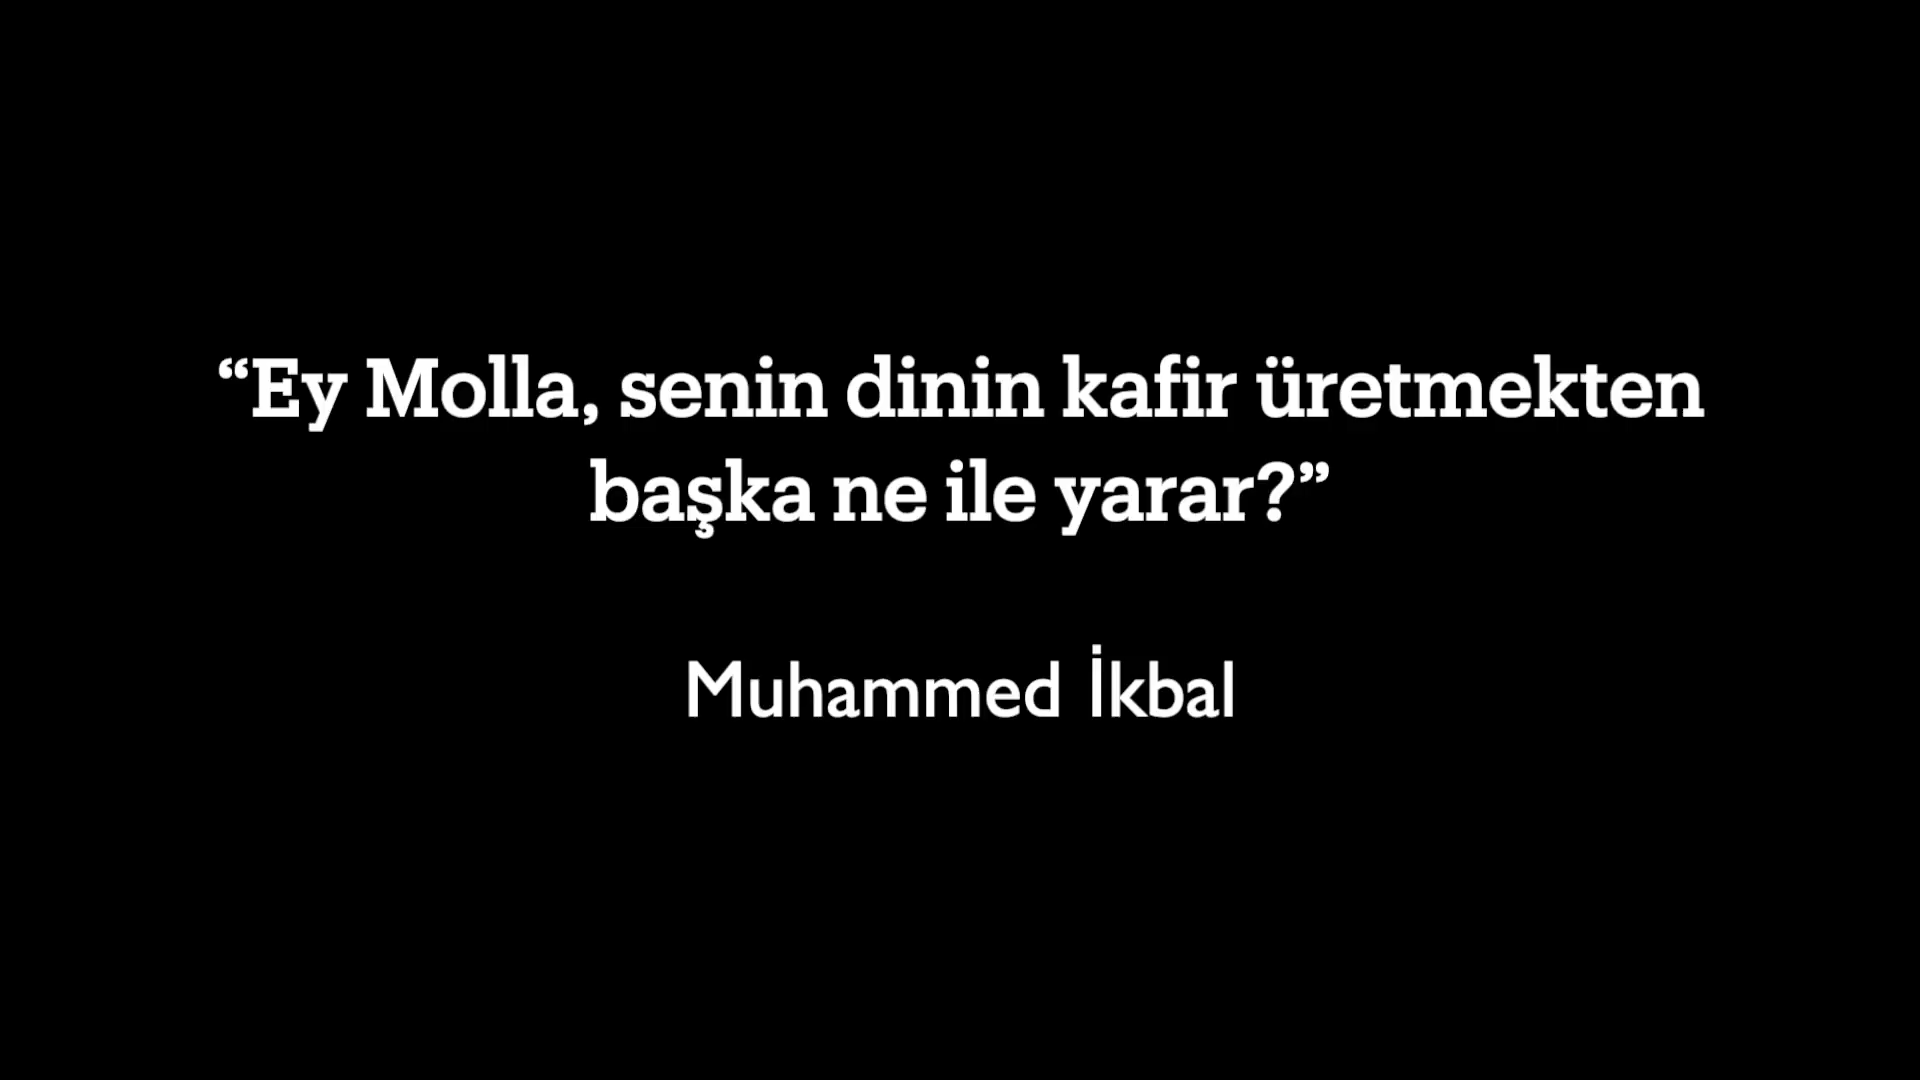 “Ey Molla, senin dinin kafir üretmekten
başka ne ile yarar?”
Muhammed İkbal